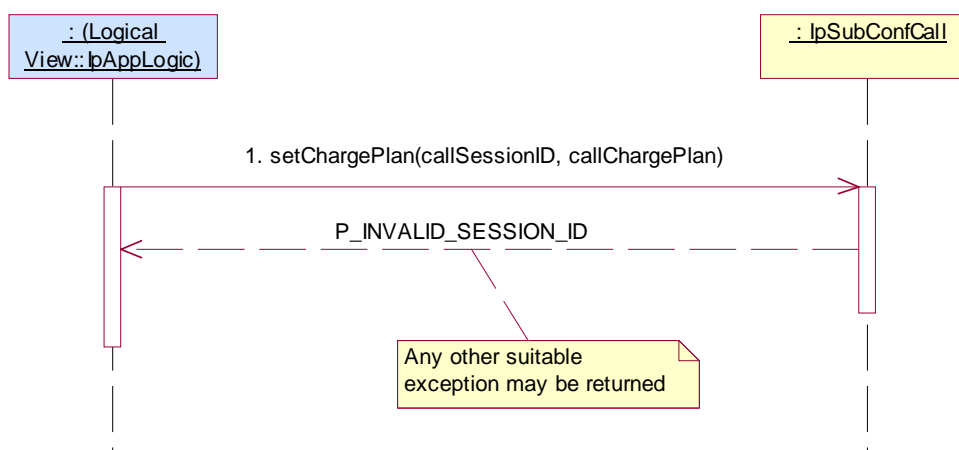 : (Logical
View::IpAppLogic)
: IpSubConfCall
1. setChargePlan(callSessionID, callChargePlan)
P_INVALID_SESSION_ID
Any other suitable
exception may be returned